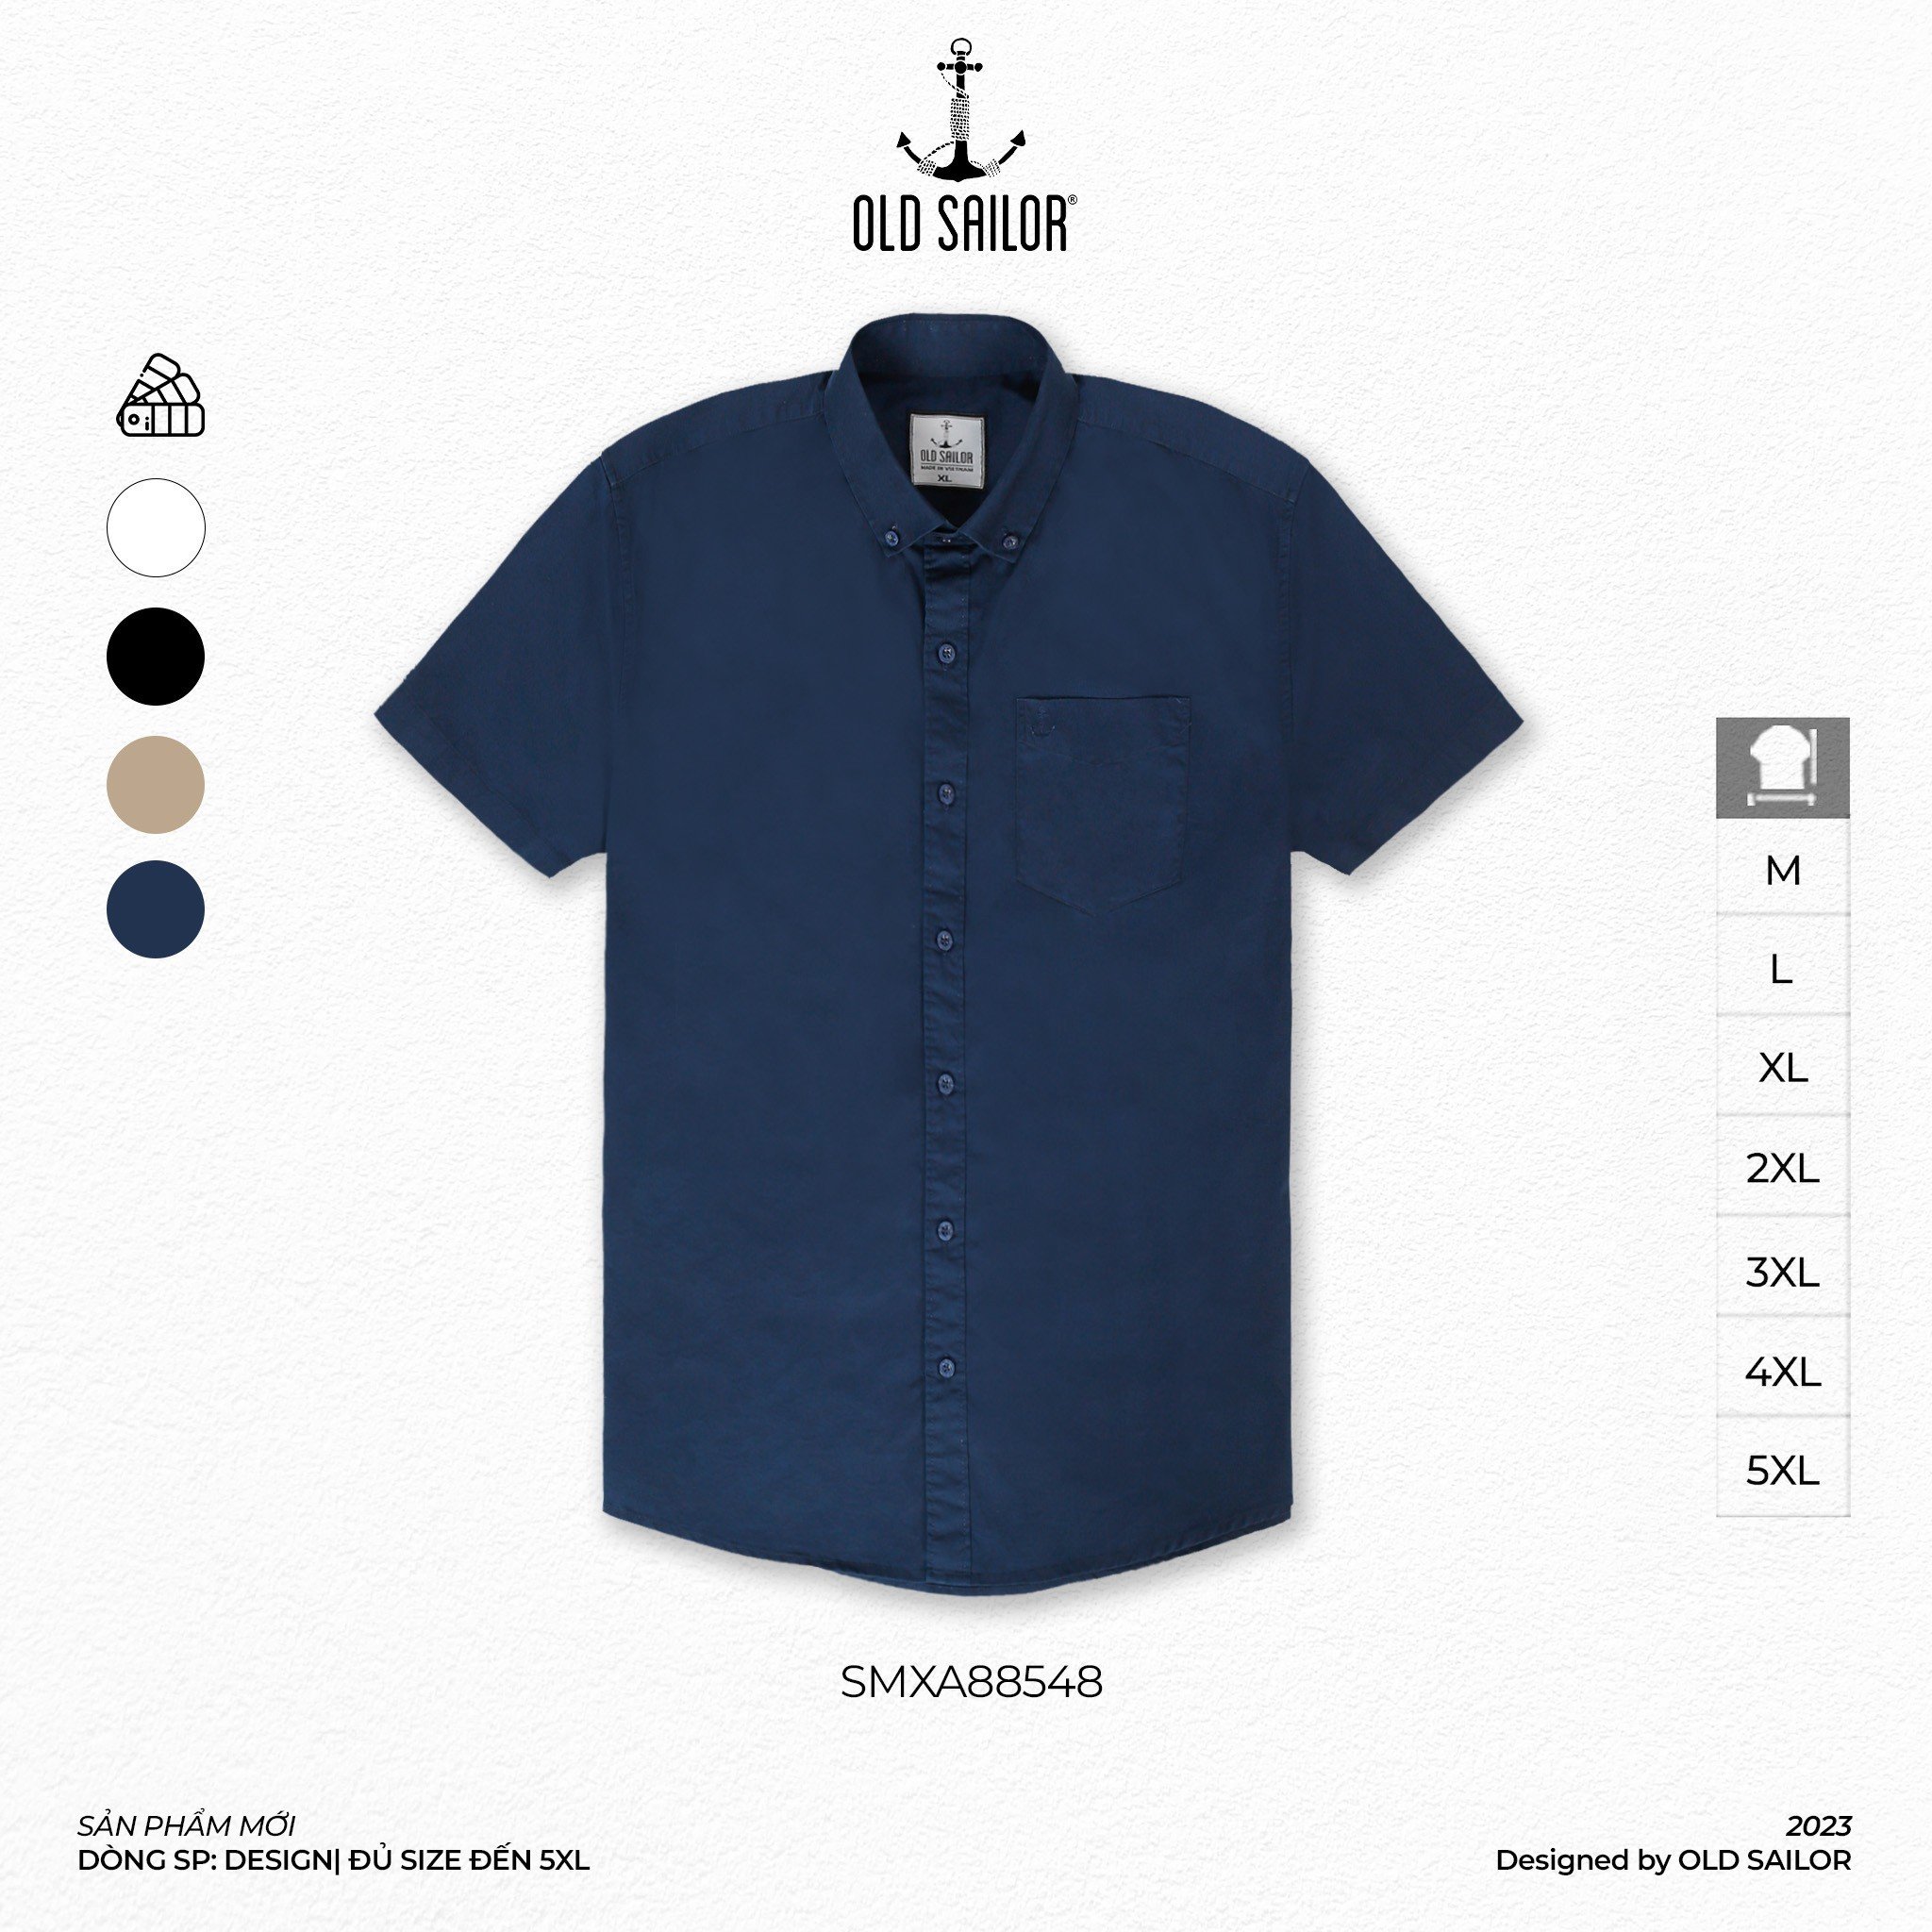 OLD SAILOR®
OLD SAILOR
MADE IN VIETNAM
XL
M
L
XL
2XL
3XL
4XL
5XL
SMXA88548
SẢN PHẨM MỚI
DÒNG SP: DESIGN| ĐỦ SIZE ĐẾN 5XL
2023
Designed by OLD SAILOR